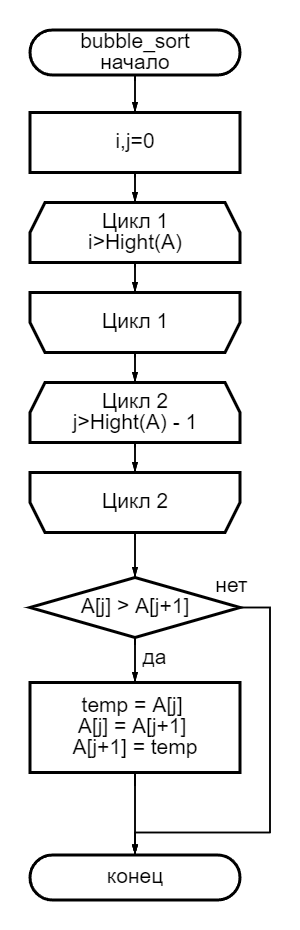 bubble_sort
начало
i,j=0
Цикл 1
i>Hight(A)
Цикл 1
Цикл 2
j>Hight(A) - 1
Цикл 2
A[j] > A[j+1]
нет
да
temp = A[j]
A[j] = A[j+1]
A[j+1] = temp
конец